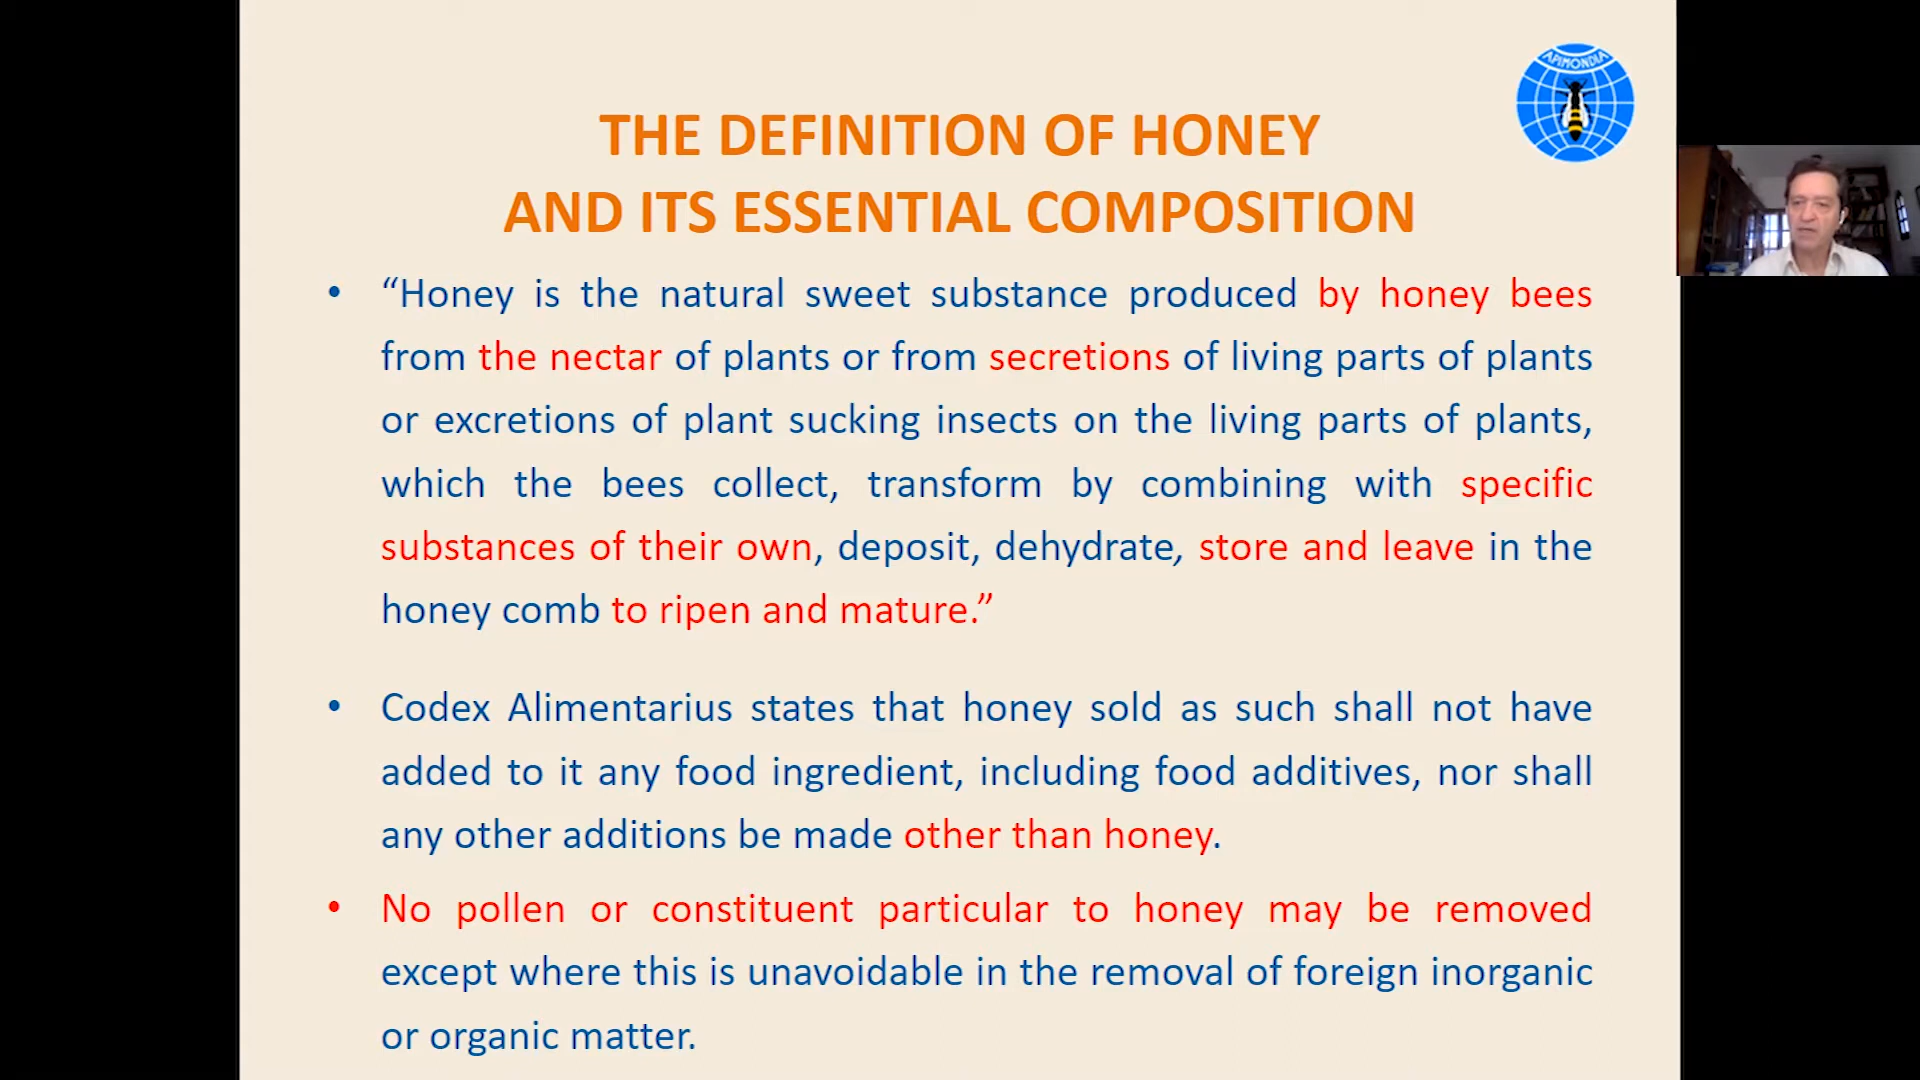 APIMONDIA
THE DEFINITION OF HONEY
AND ITS ESSENTIAL COMPOSITION
• “Honey is the natural sweet substance produced by honey bees
from the nectar of plants or from secretions of living parts of plants
or excretions of plant sucking insects on the living parts of plants,
which the bees collect, transform by combining with specific
substances of their own, deposit, dehydrate, store and leave in the
honey comb to ripen and mature.”
• Codex Alimentarius states that honey sold as such shall not have
added to it any food ingredient, including food additives, nor shall
any other additions be made other than honey.
• No pollen or constituent particular to honey may be removed
except where this is unavoidable in the removal of foreign inorganic
or organic matter.